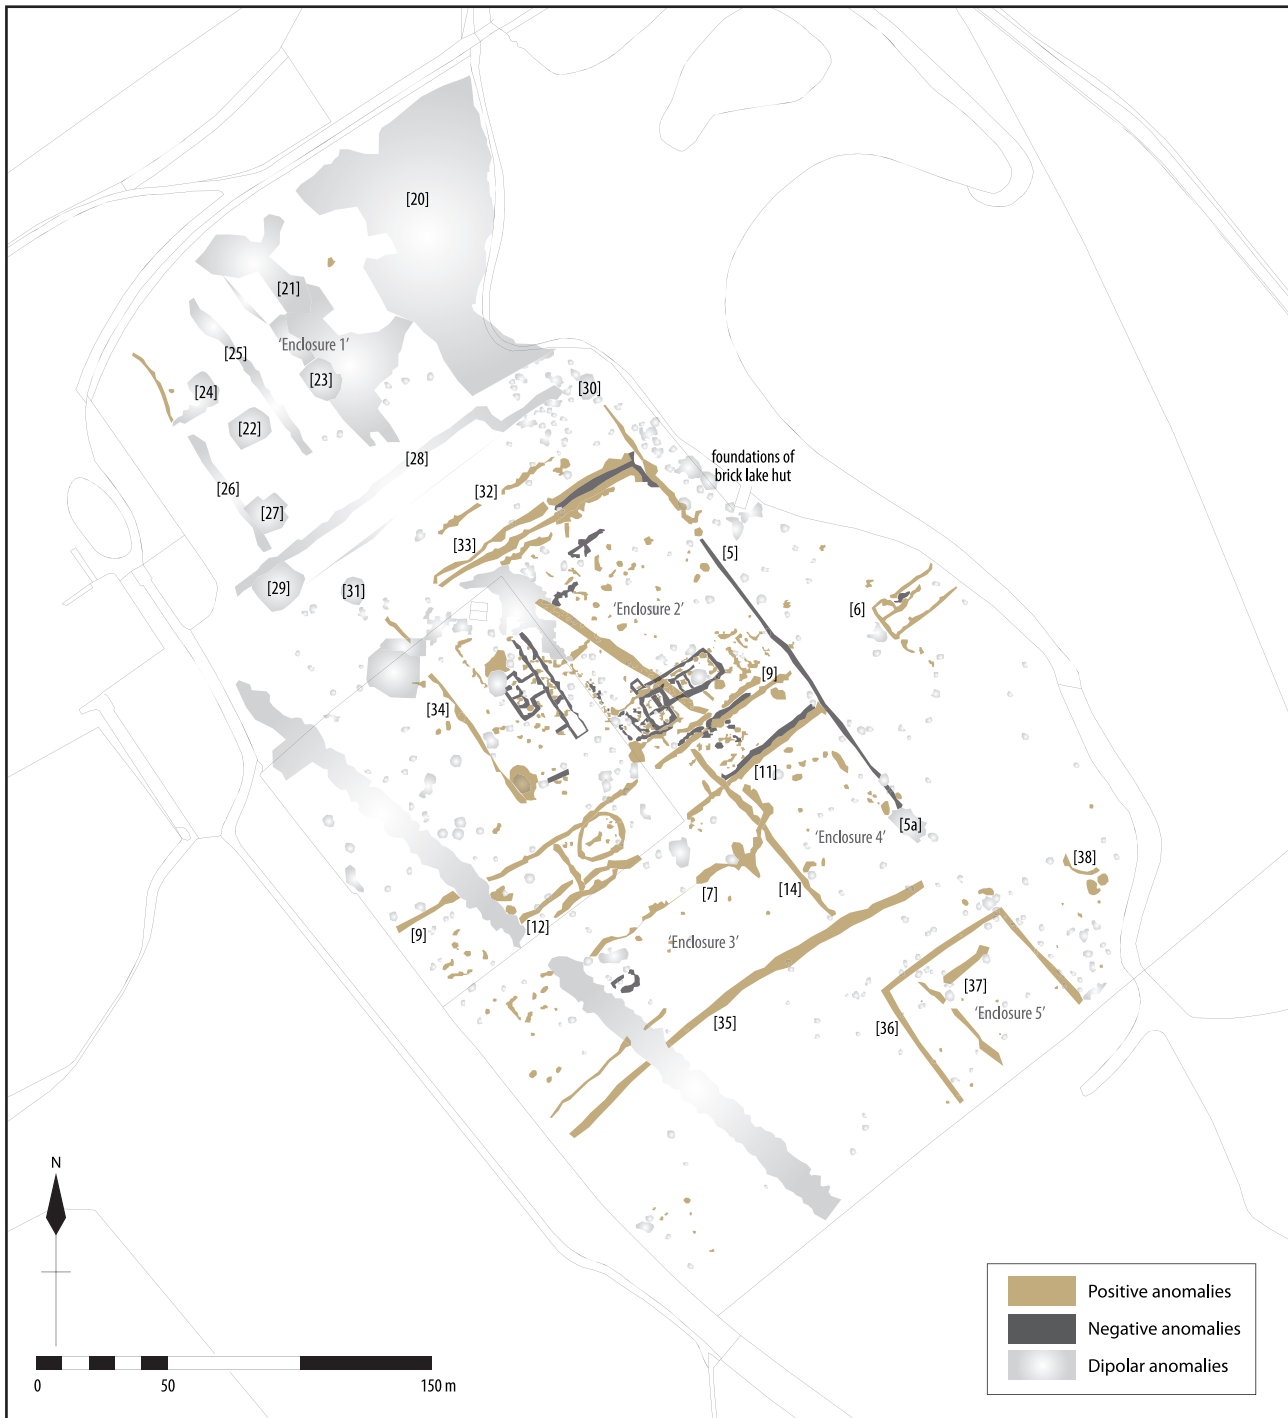 [20]
[21]
'Enclosure 1'
[25]
[23]
[24]
[30]
[22]
[28]
foundations of
brick lake hut
[26]
[32]
[27]
[33]
[5]
[29]
[31]
[6]
'Enclosure 2'
[9]
[34]
[11]
[5a]
'Enclosure 4'
[38]
[7]
[14]
[12]
[9]
'Enclosure 3'
[37]
'Enclosure 5'
[35]
[36]
N
Positive anomalies
Negative anomalies
Dipolar anomalies
0 50 150 m